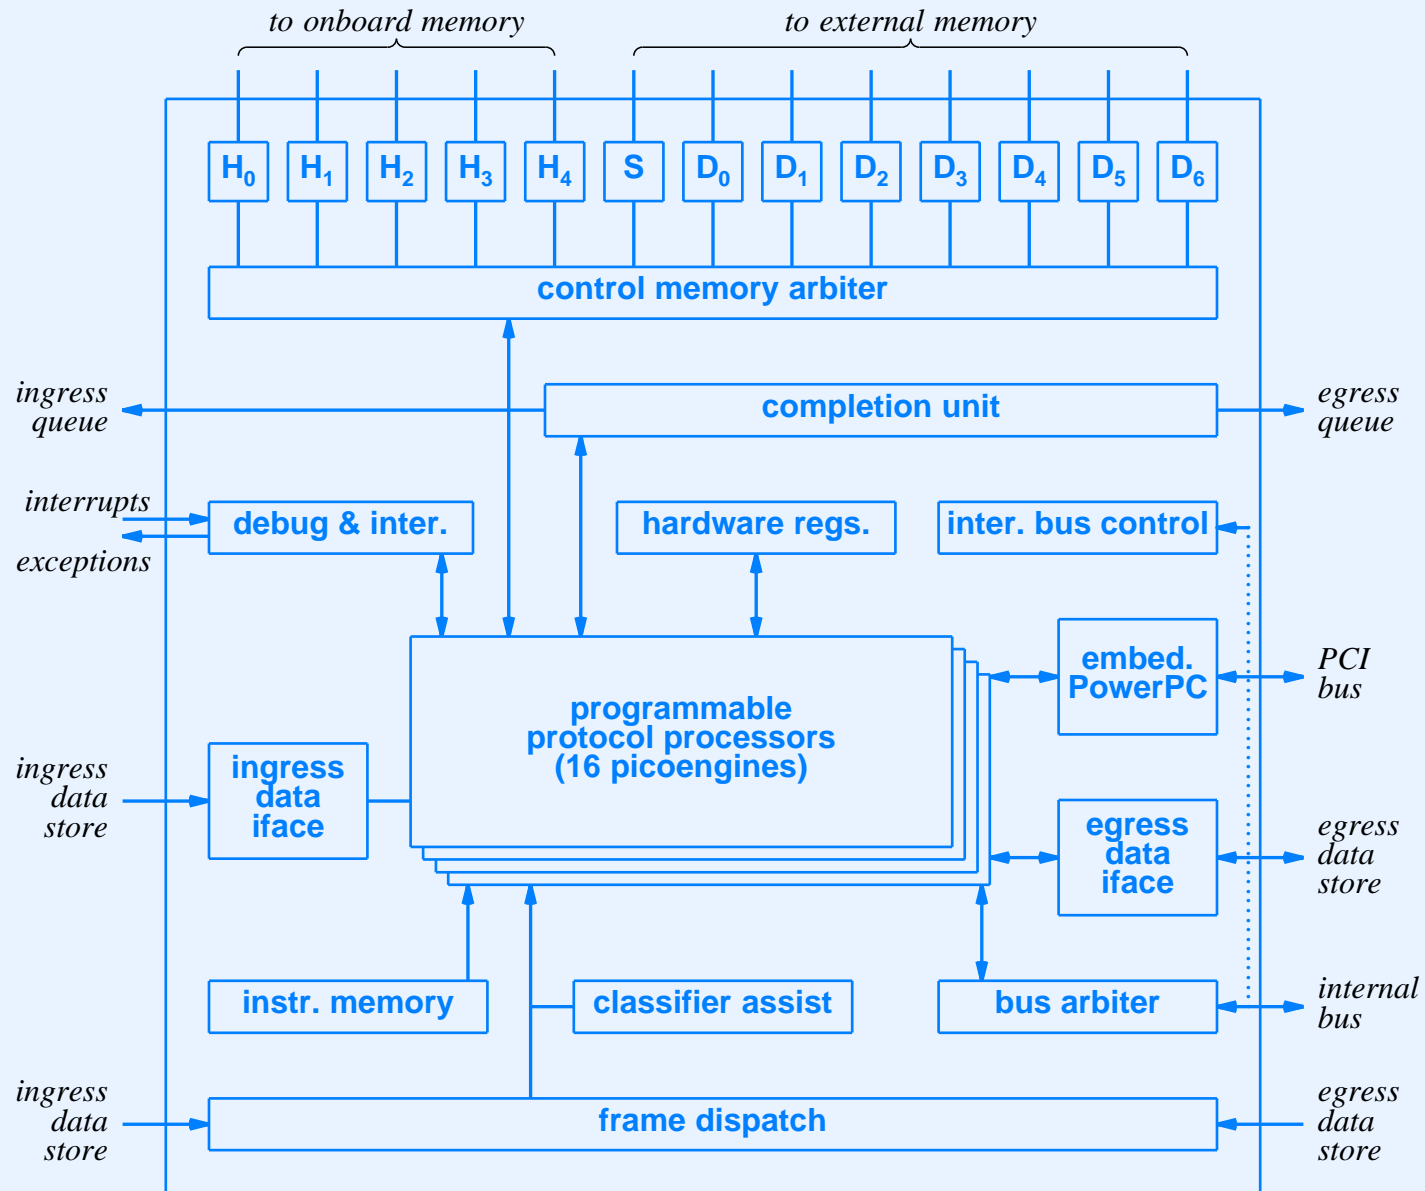 to onboard memory
to external memory
H0 H1 H2 H3 H4 S D0 D1 D2 D3 D4 D5 D6
control memory arbiter
ingress
queue
completion unit
egress
queue
interrupts
exceptions
debug & inter.
hardware regs.
inter. bus control
programmable
protocol processors
(16 picoengines)
embed.
PowerPC
PCI
bus
ingress
data
store
ingress
data
iface
egress
data
iface
egress
data
store
instr. memory
classifier assist
bus arbiter
internal
bus
ingress
data
store
frame dispatch
egress
data
store